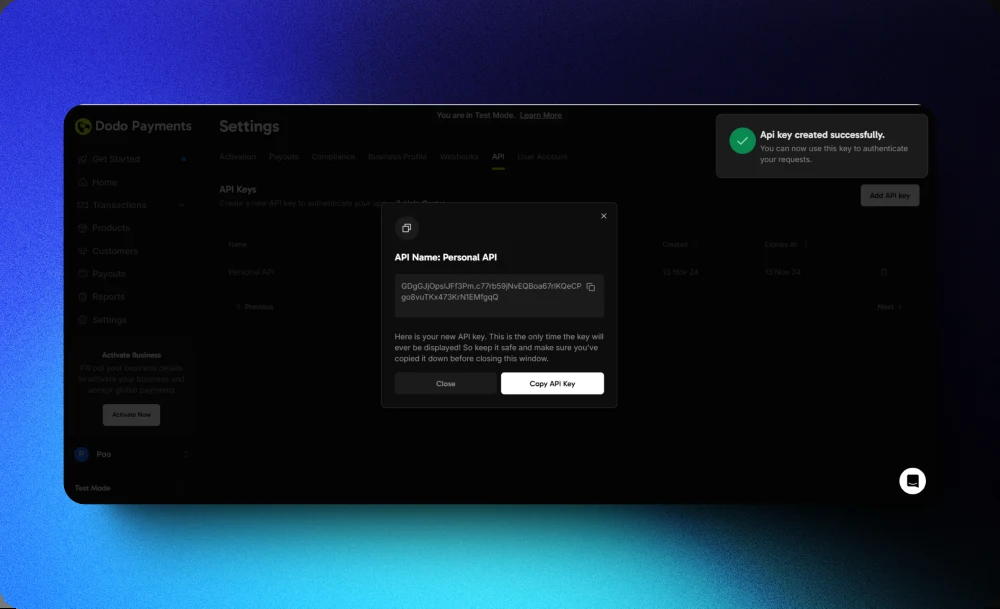 You are in Test Mode. Learn More
Dodo Payments
Settings
Api key created successfully.
You can now use this key to authenticate
your requests.
Get Started
Home
Transactions
Products
Customers
Payouts
Reports
Settings
Activation Payouts Compliance Business Profile Webhooks API User Account
API Keys
Add API key
Create a new API key to authenticate your
Name Created Expires At
Personal API 13 Nov 24 13 Nov 24
Previous Next
API Name: Personal API
Here is your new API key. This is the only time the key will
ever be displayed! So keep it safe and make sure you've
copied it down before closing this window.
Close Copy API Key
Activate Business
Fill out your business details
to activate your business and
accept global payments
Activate Now
P Poo
Test Mode